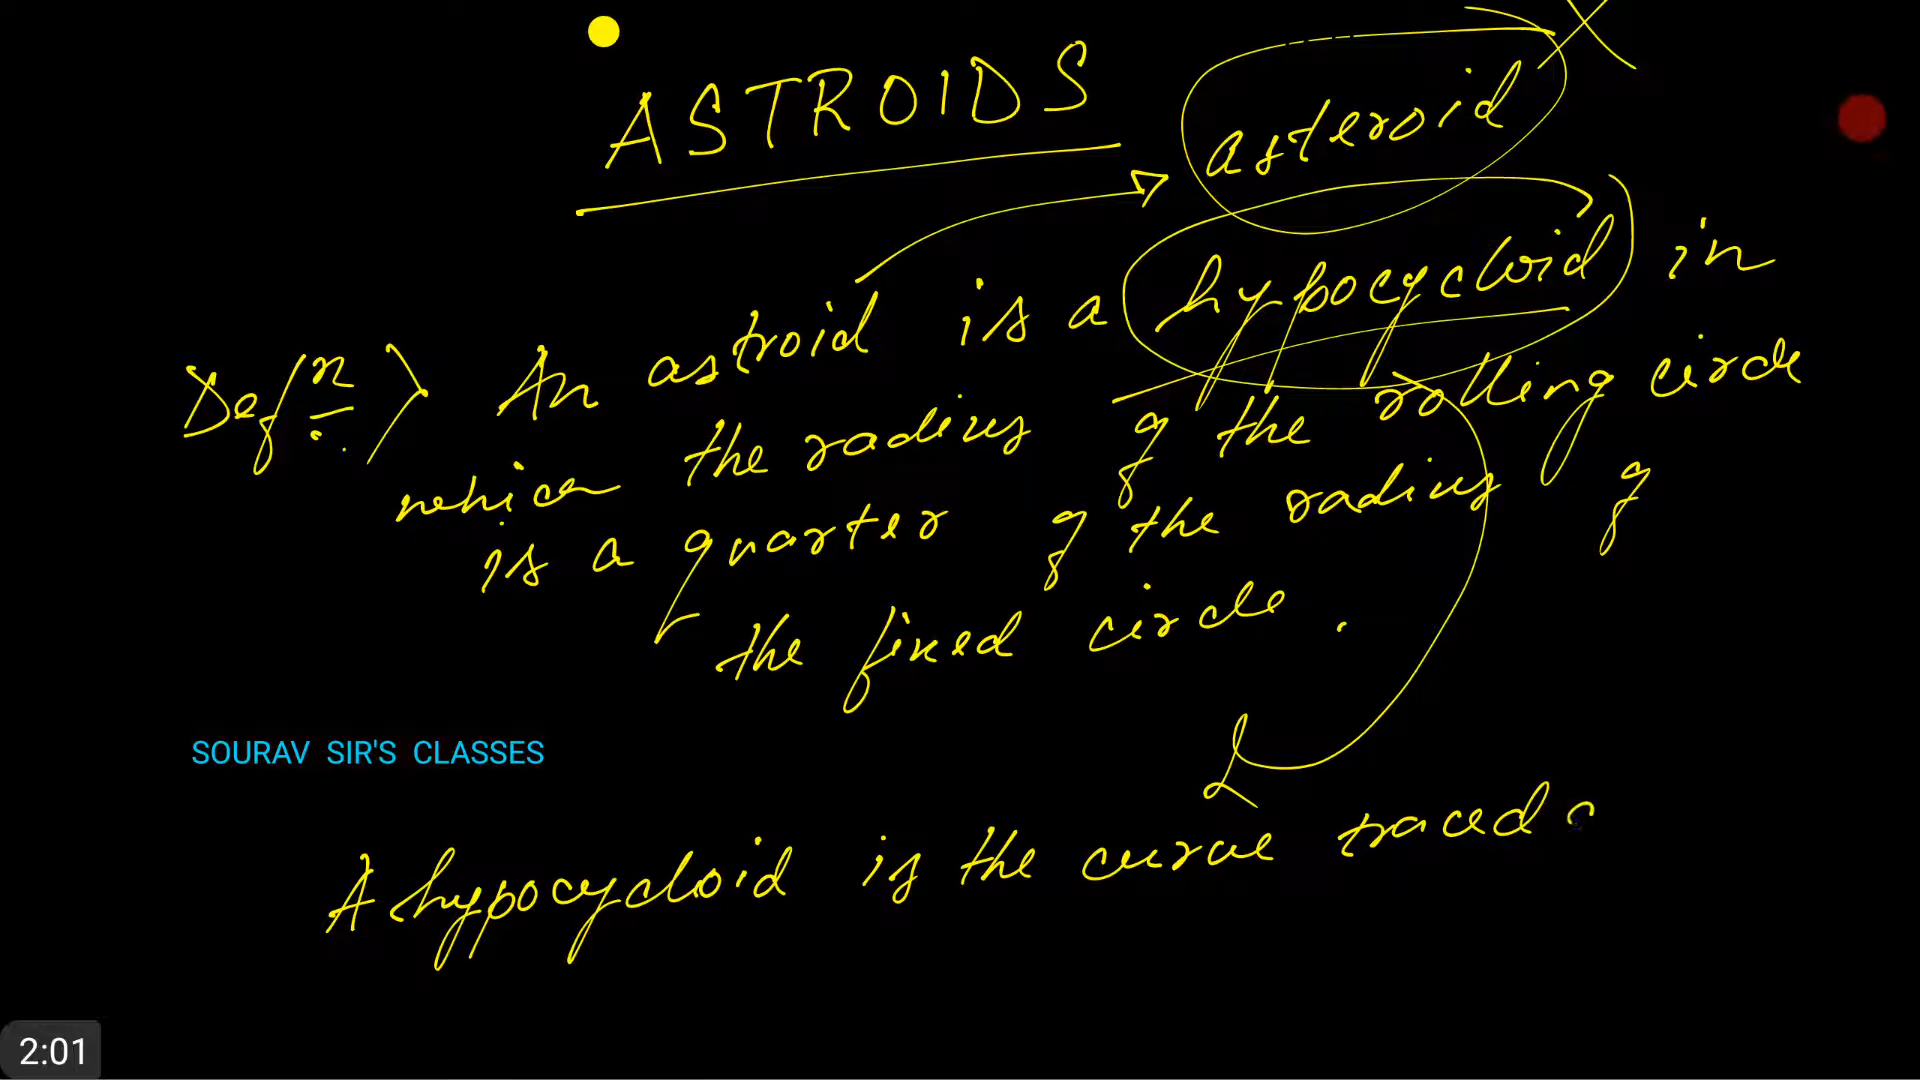 ASTROIDS
asteroid
Defn) An astroid is a hypocycloid in
which the radius of the rolling circle
is a quarter of the radius of
the fixed circle.
SOURAV SIR'S CLASSES
A hypocycloid is the curve traced
2:01